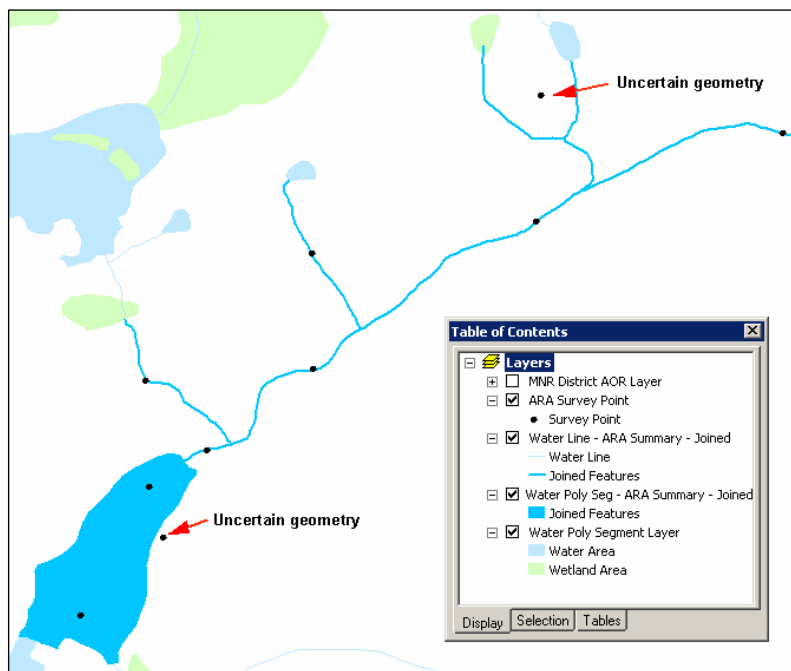 Uncertain geometry
Uncertain geometry
Table of Contents
Layers
MNR District AOR Layer
ARA Survey Point
Survey Point
Water Line - ARA Summary - Joined
Water Line
Joined Features
Water Poly Seg - ARA Summary - Joined
Joined Features
Water Poly Segment Layer
Water Area
Wetland Area
Display Selection Tables